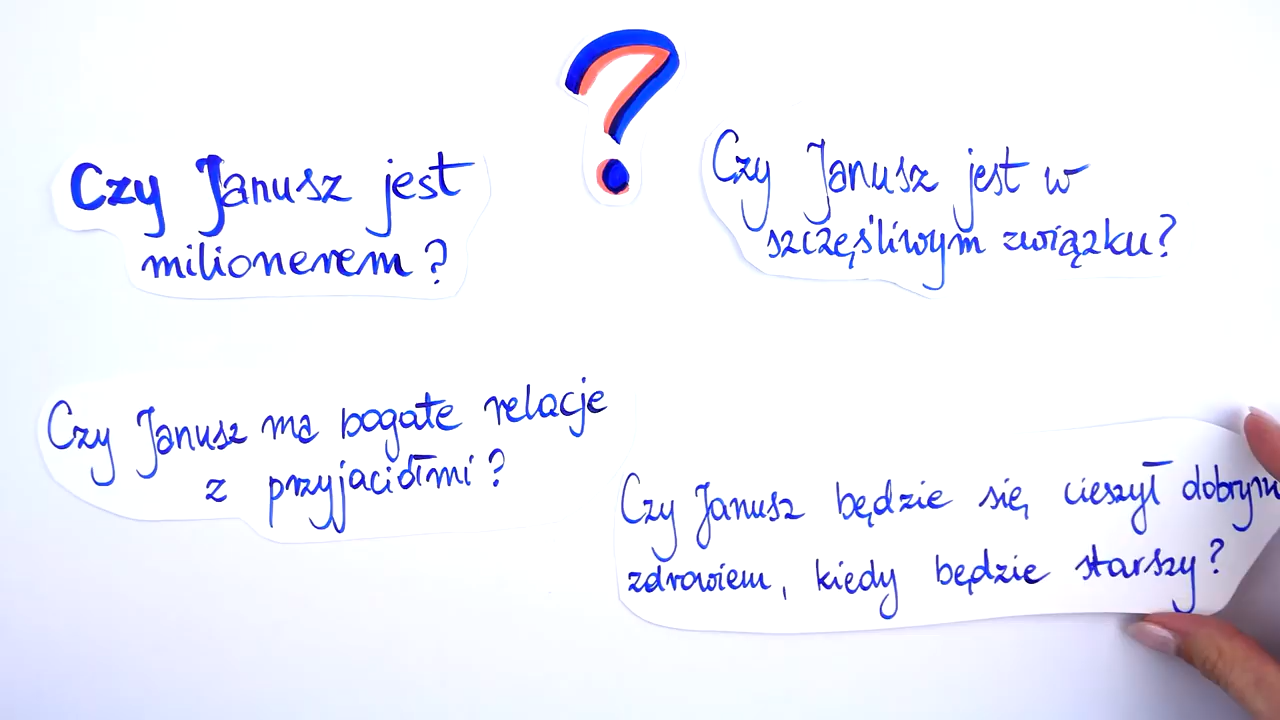 ?
Czy Janusz jest
milionerem?
Czy Janusz jest w
szczęśliwym związku?
Czy Janusz ma bogate relacje
z przyjaciółmi?
Czy Janusz będzie się cieszył dobrym
zdrowiem, kiedy będzie starszy?